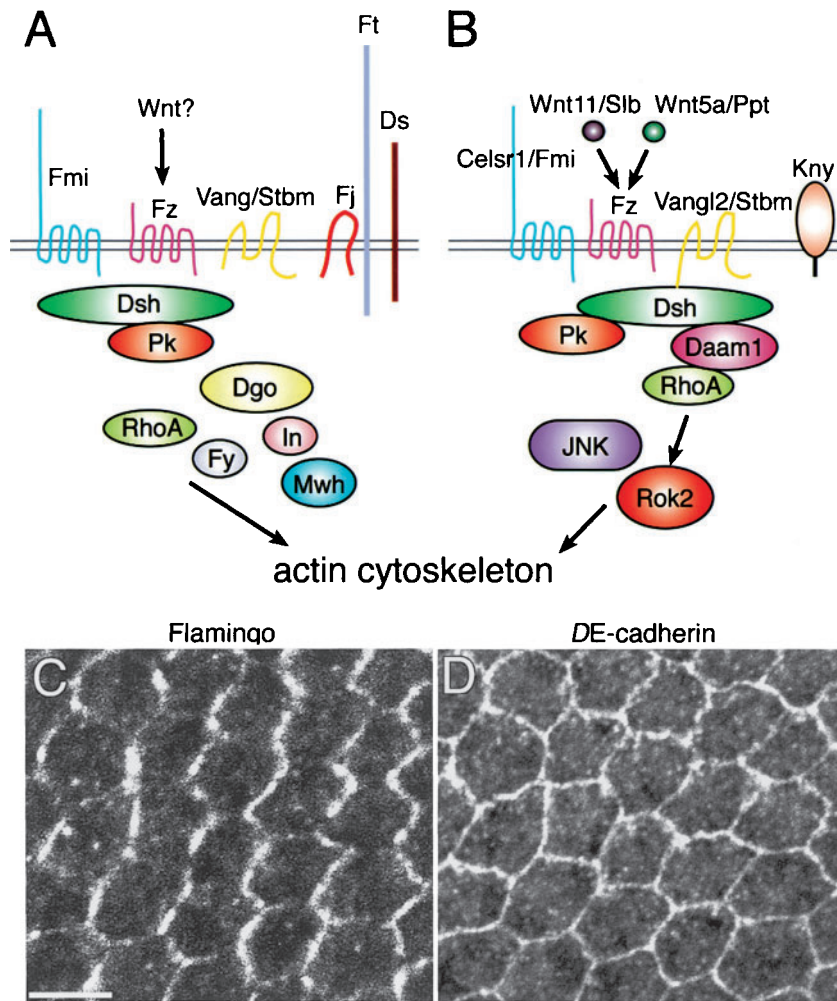 A
Ft
Wnt?
Ds
Fmi
Fz
Vang/Stbm
Fj
Dsh
Pk
Dgo
RhoA
In
Fy
Mwh
B
Wnt11/Slb
Wnt5a/Ppt
Celsr1/Fmi
Kny
Fz
Vangl2/Stbm
Dsh
Pk
Daam1
RhoA
JNK
Rok2
actin cytoskeleton
Flamingo
DE-cadherin
C
D